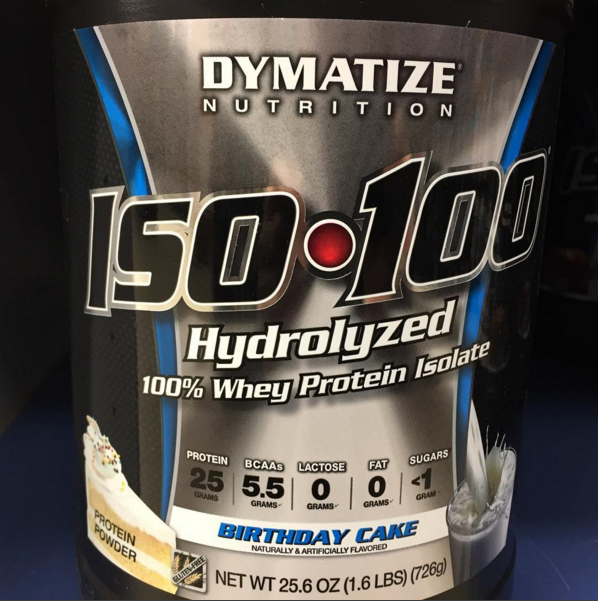 DYMATIZE®
NUTRITION
ISO•100®
Hydrolyzed
100% Whey Protein Isolate
PROTEIN
25
GRAMS
BCAAs
5.5
GRAMS✓
LACTOSE
0
GRAMS✓
FAT
0
GRAMS✓
SUGARS
<1
GRAM✓
BIRTHDAY CAKE
NATURALLY & ARTIFICIALLY FLAVORED
PROTEIN
POWDER
GLUTEN-FREE
NET WT 25.6 OZ (1.6 LBS) (726g)